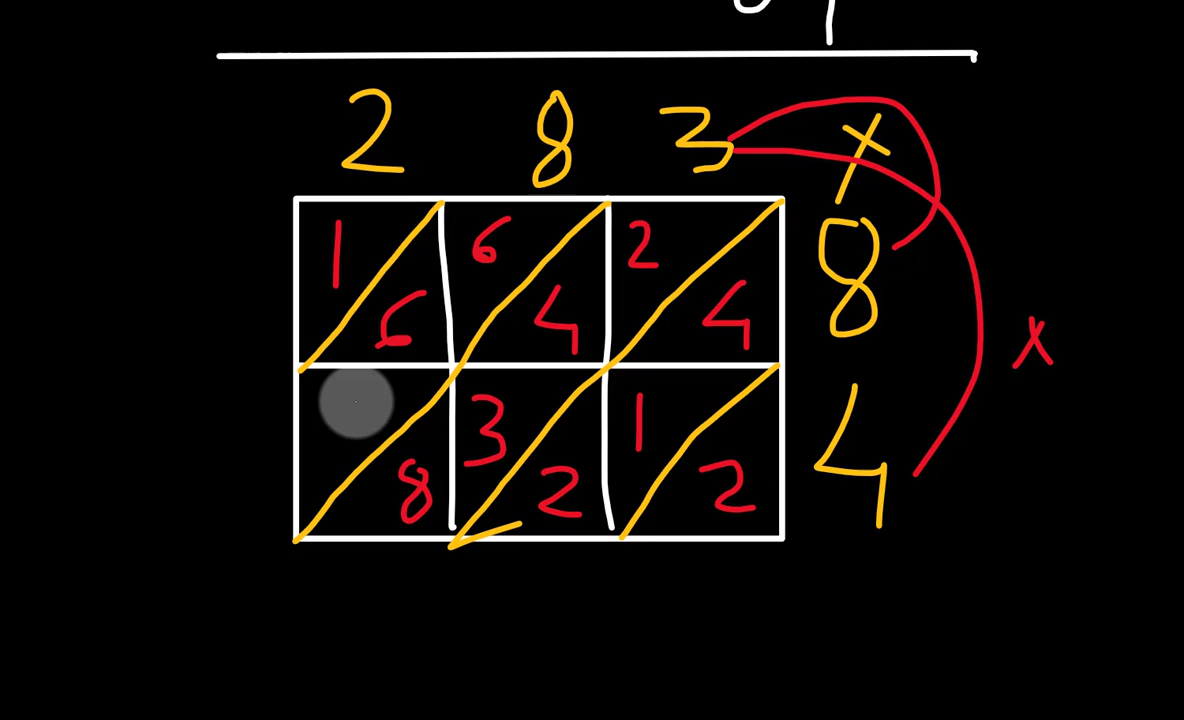 2 8 3 ×
1 6 2
6 4 4 8
×
3 1 4
8 2 2